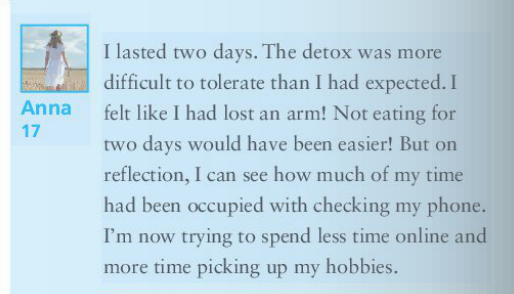 Anna
17
I lasted two days. The detox was more
difficult to tolerate than I had expected. I
felt like I had lost an arm! Not eating for
two days would have been easier! But on
reflection, I can see how much of my time
had been occupied with checking my phone.
I'm now trying to spend less time online and
more time picking up my hobbies.